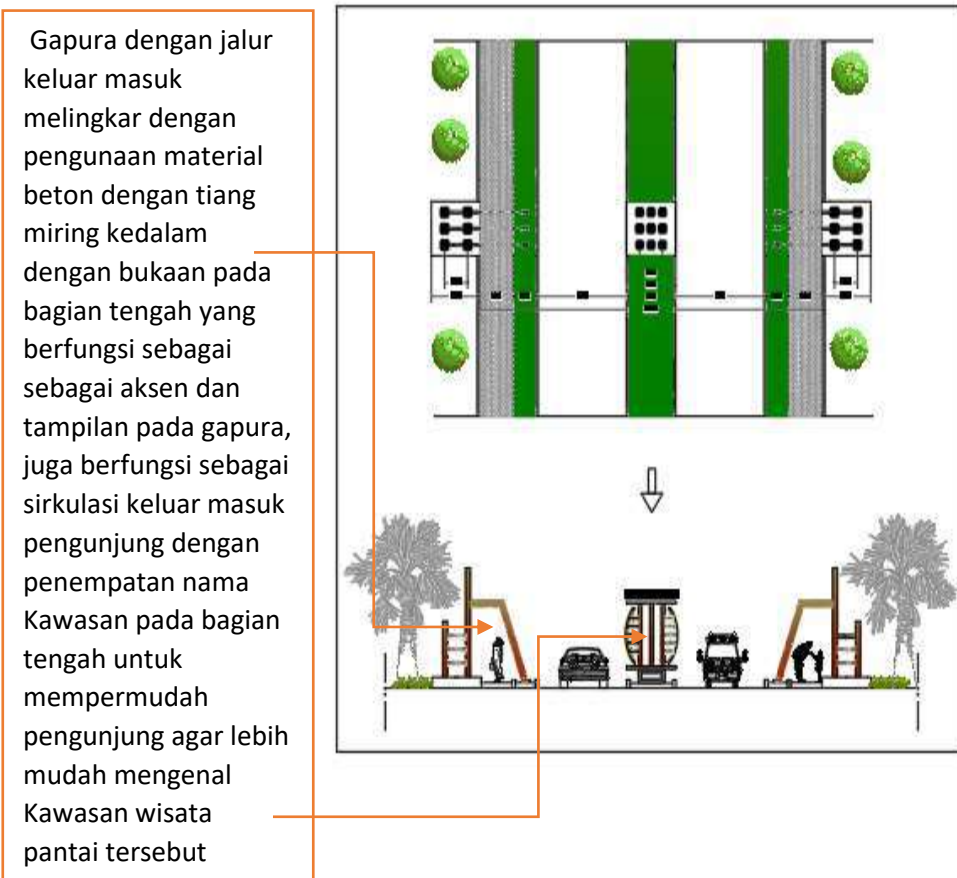 Gapura dengan jalur
keluar masuk
melingkar dengan
pengunaan material
beton dengan tiang
miring kedalam
dengan bukaan pada
bagian tengah yang
berfungsi sebagai
sebagai aksen dan
tampilan pada gapura,
juga berfungsi sebagai
sirkulasi keluar masuk
pengunjung dengan
penempatan nama
Kawasan pada bagian
tengah untuk
mempermudah
pengunjung agar lebih
mudah mengenal
Kawasan wisata
pantai tersebut